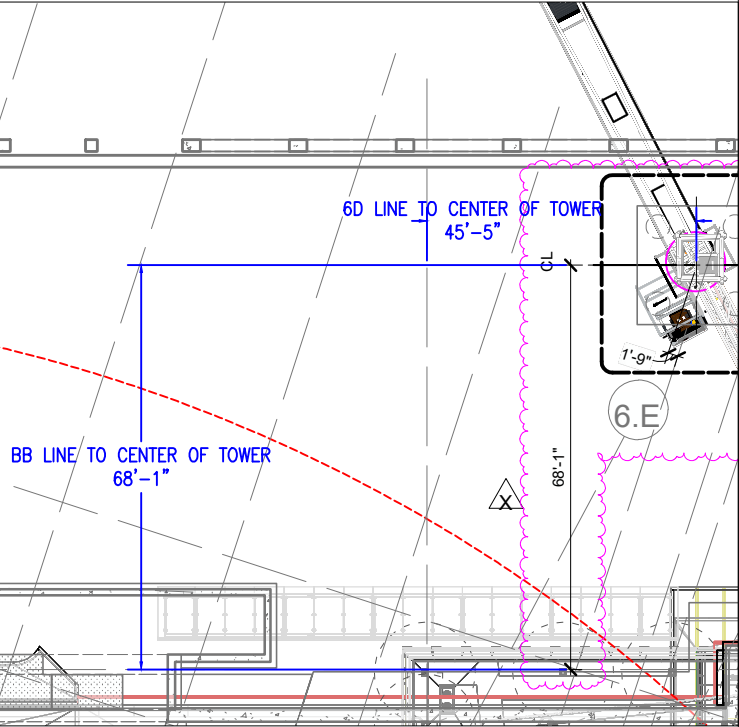 6D LINE TO CENTER OF TOWER
45'-5"
CL
1'-9"
6.E
BB LINE TO CENTER OF TOWER
68'-1"
68'-1"
X